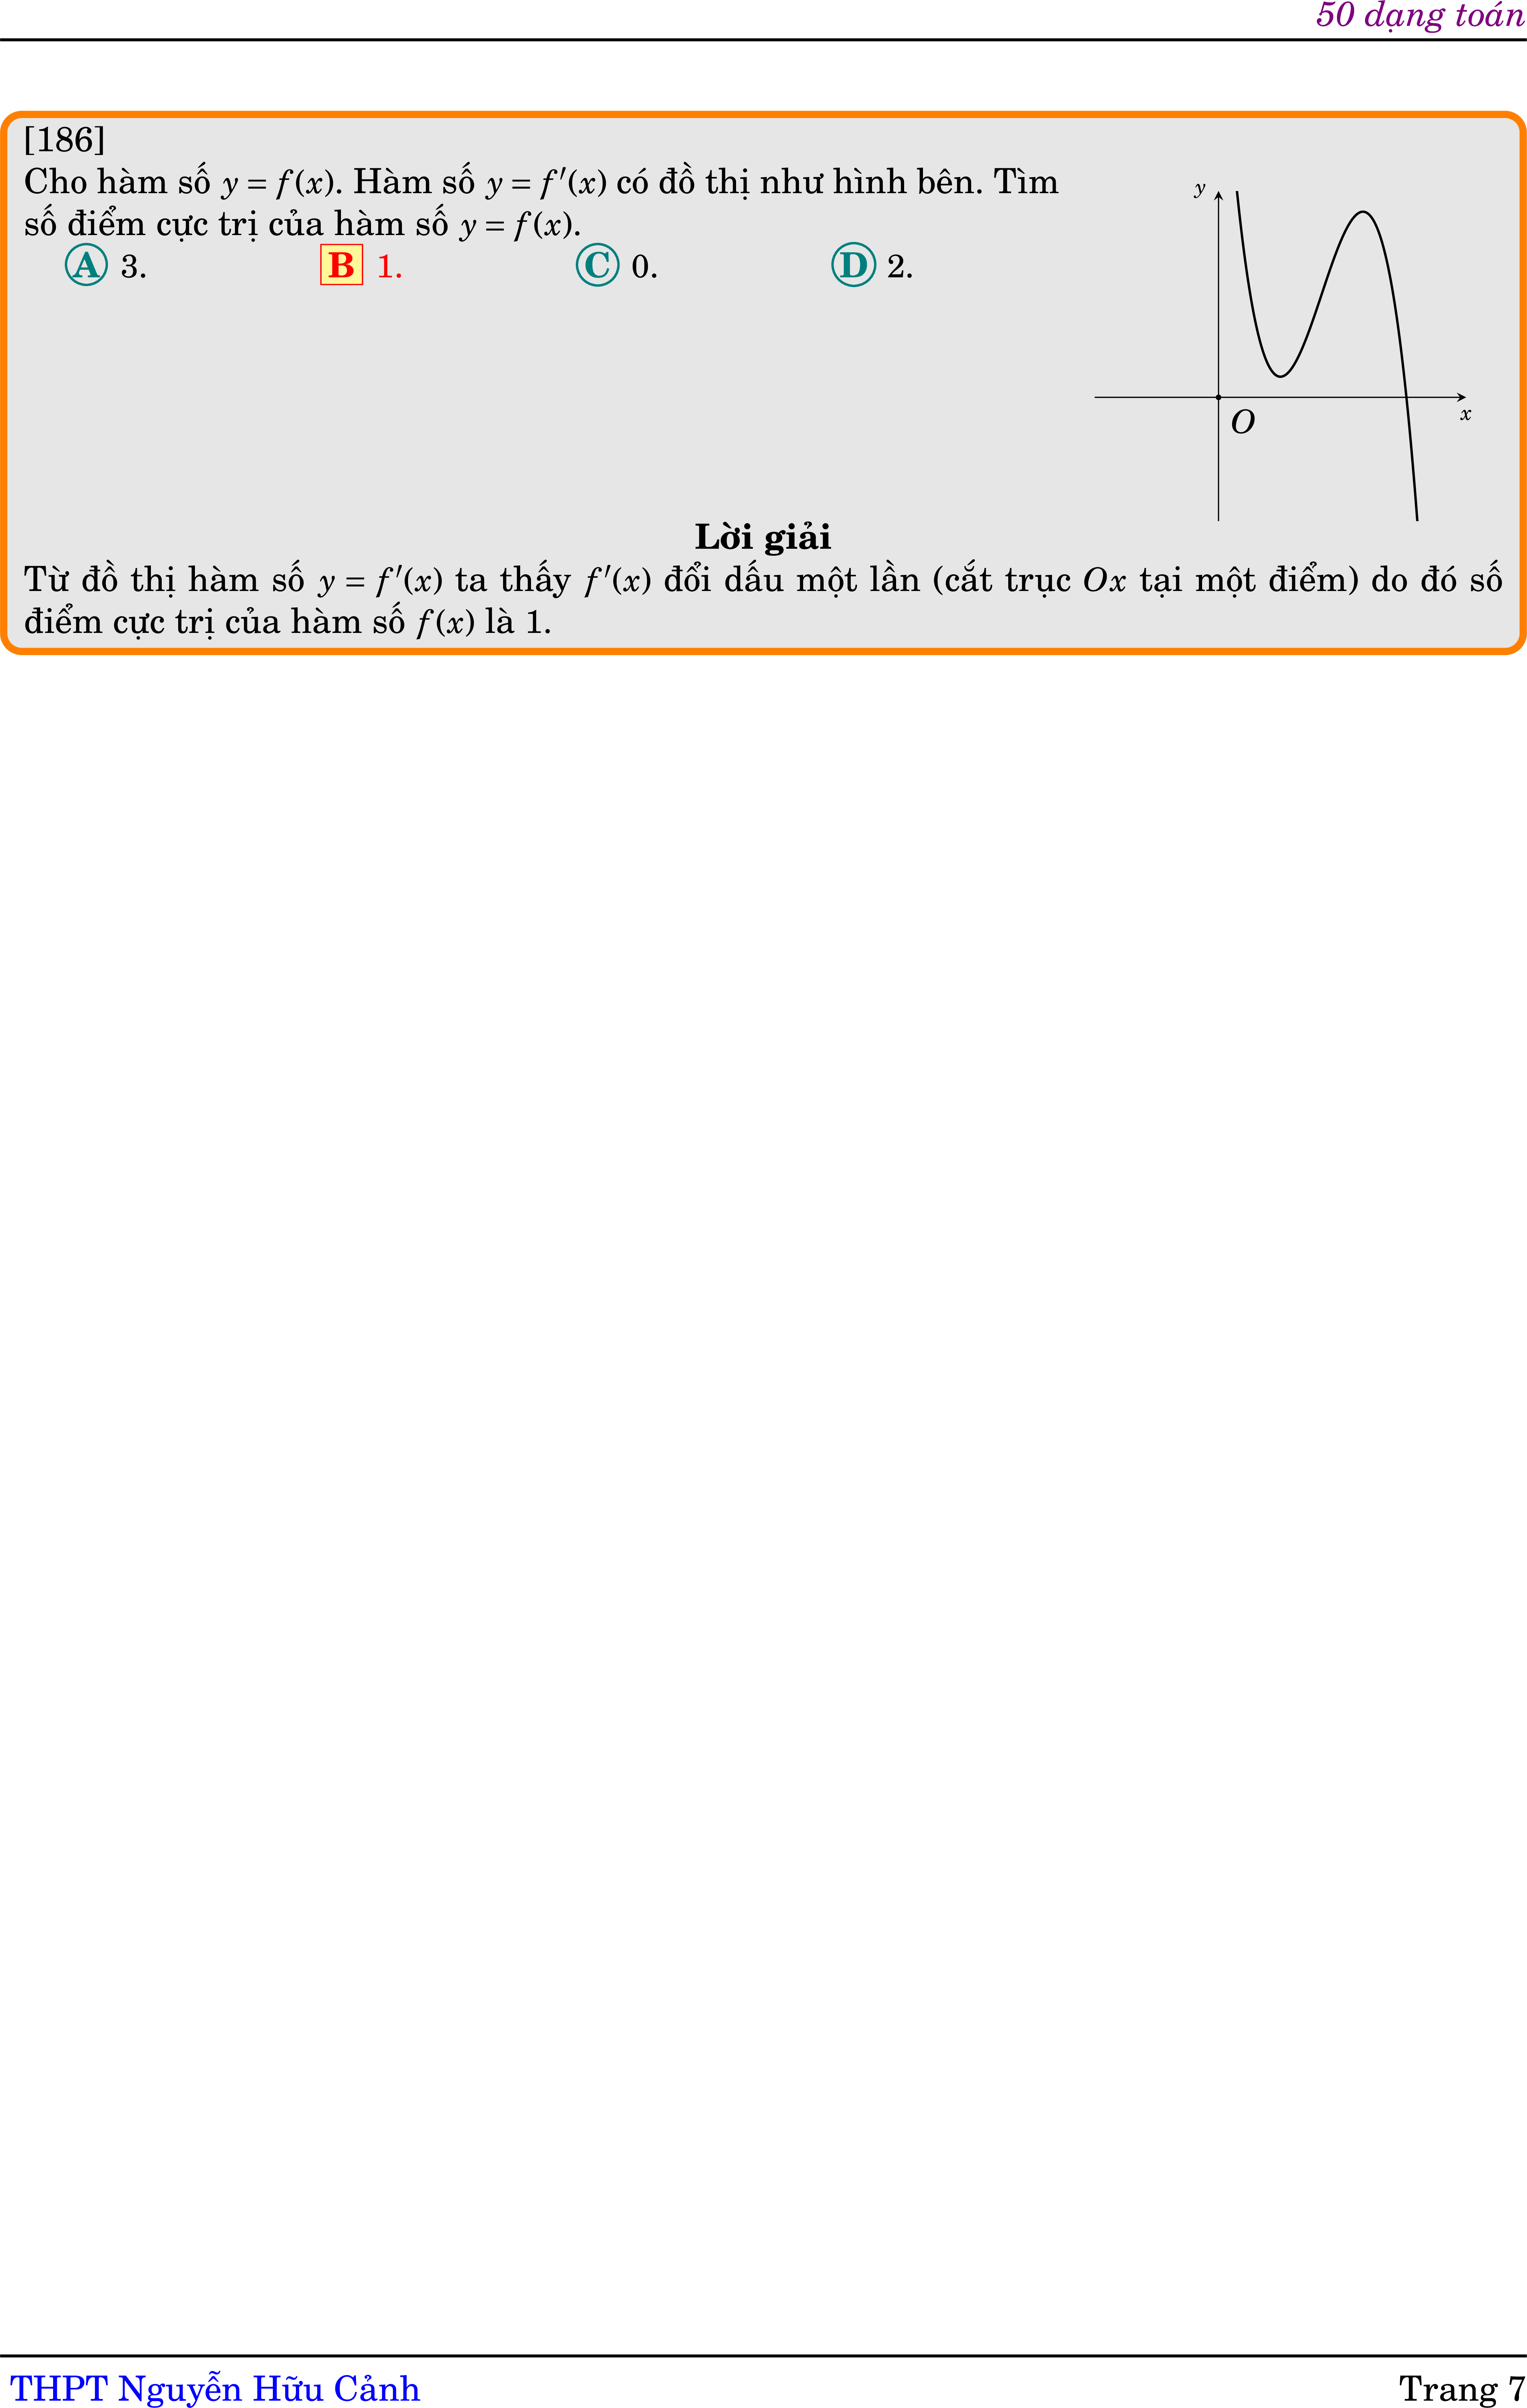 50 dạng toán
[186]
Cho hàm số y = f(x). Hàm số y = f′(x) có đồ thị như hình bên. Tìm
số điểm cực trị của hàm số y = f(x).
A 3. B 1. C 0. D 2.
y
O
x
Lời giải
Từ đồ thị hàm số y = f′(x) ta thấy f′(x) đổi dấu một lần (cắt trục Ox tại một điểm) do đó số
điểm cực trị của hàm số f(x) là 1.
THPT Nguyễn Hữu Cảnh Trang 7